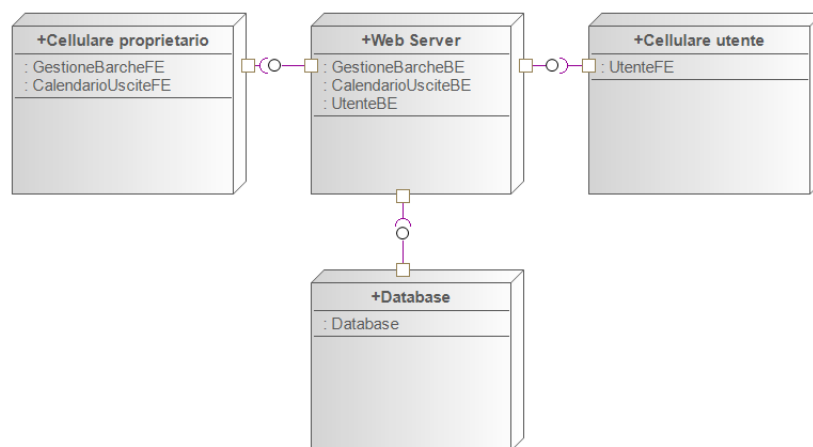 +Cellulare proprietario
: GestioneBarcheFE
: CalendarioUsciteFE
+Web Server
: GestioneBarcheBE
: CalendarioUsciteBE
: UtenteBE
+Cellulare utente
: UtenteFE
+Database
: Database